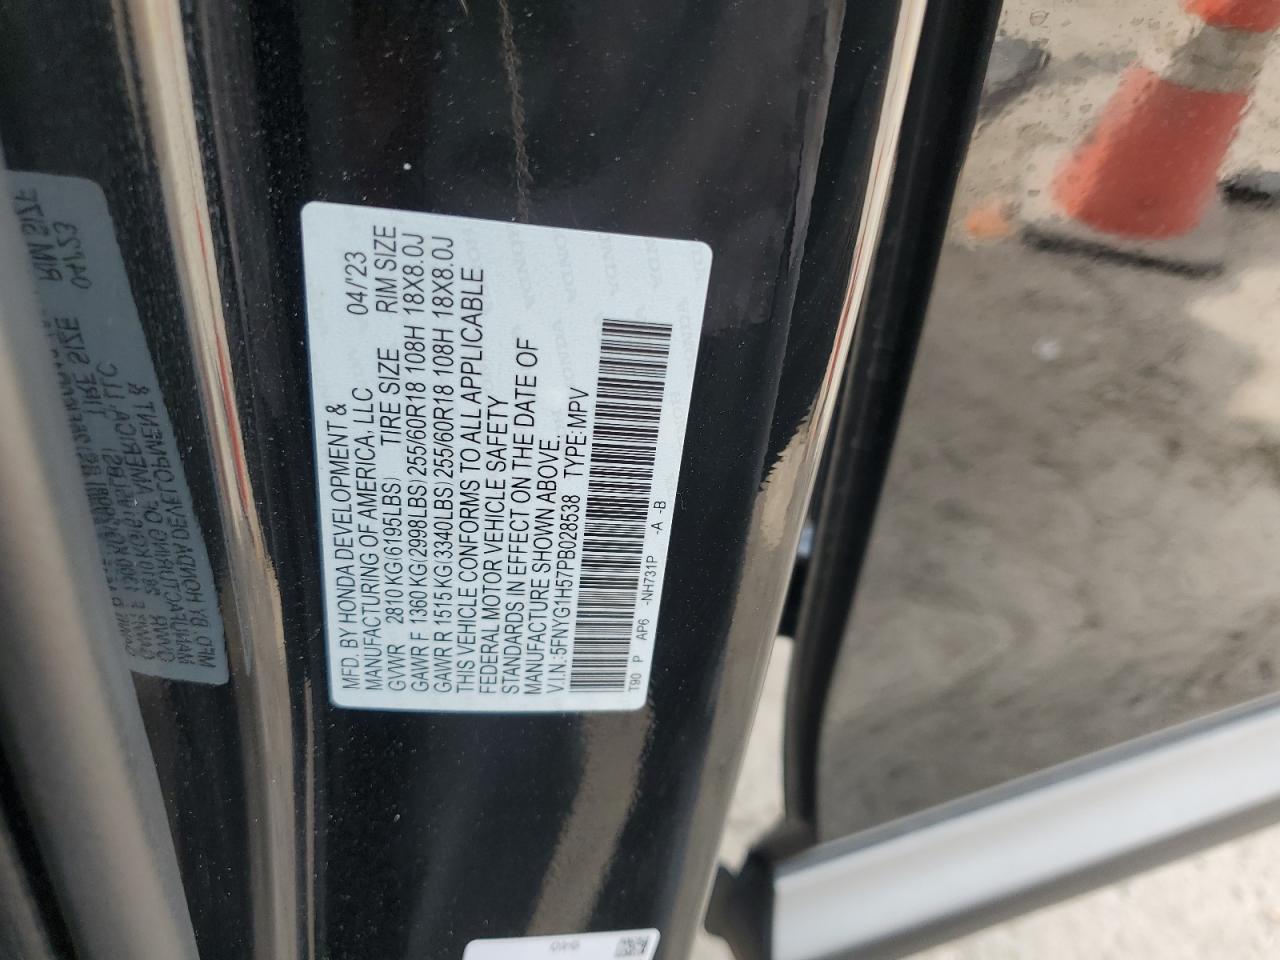 MFD. BY HONDA DEVELOPMENT & 04/'23
MANUFACTURING OF AMERICA, LLC
GVWR 2810 KG(6195LBS) TIRE SIZE RIM SIZE
GAWR F 1360 KG(2998LBS) 255/60R18 108H 18X8.0J
GAWR R 1515 KG(3340LBS) 255/60R18 108H 18X8.0J
THIS VEHICLE CONFORMS TO ALL APPLICABLE
FEDERAL MOTOR VEHICLE SAFETY
STANDARDS IN EFFECT ON THE DATE OF
MANUFACTURE SHOWN ABOVE.
V.I.N.:5FNYG1H57PB028538 TYPE:MPV
T90 P AP6 -NH731P -A -B